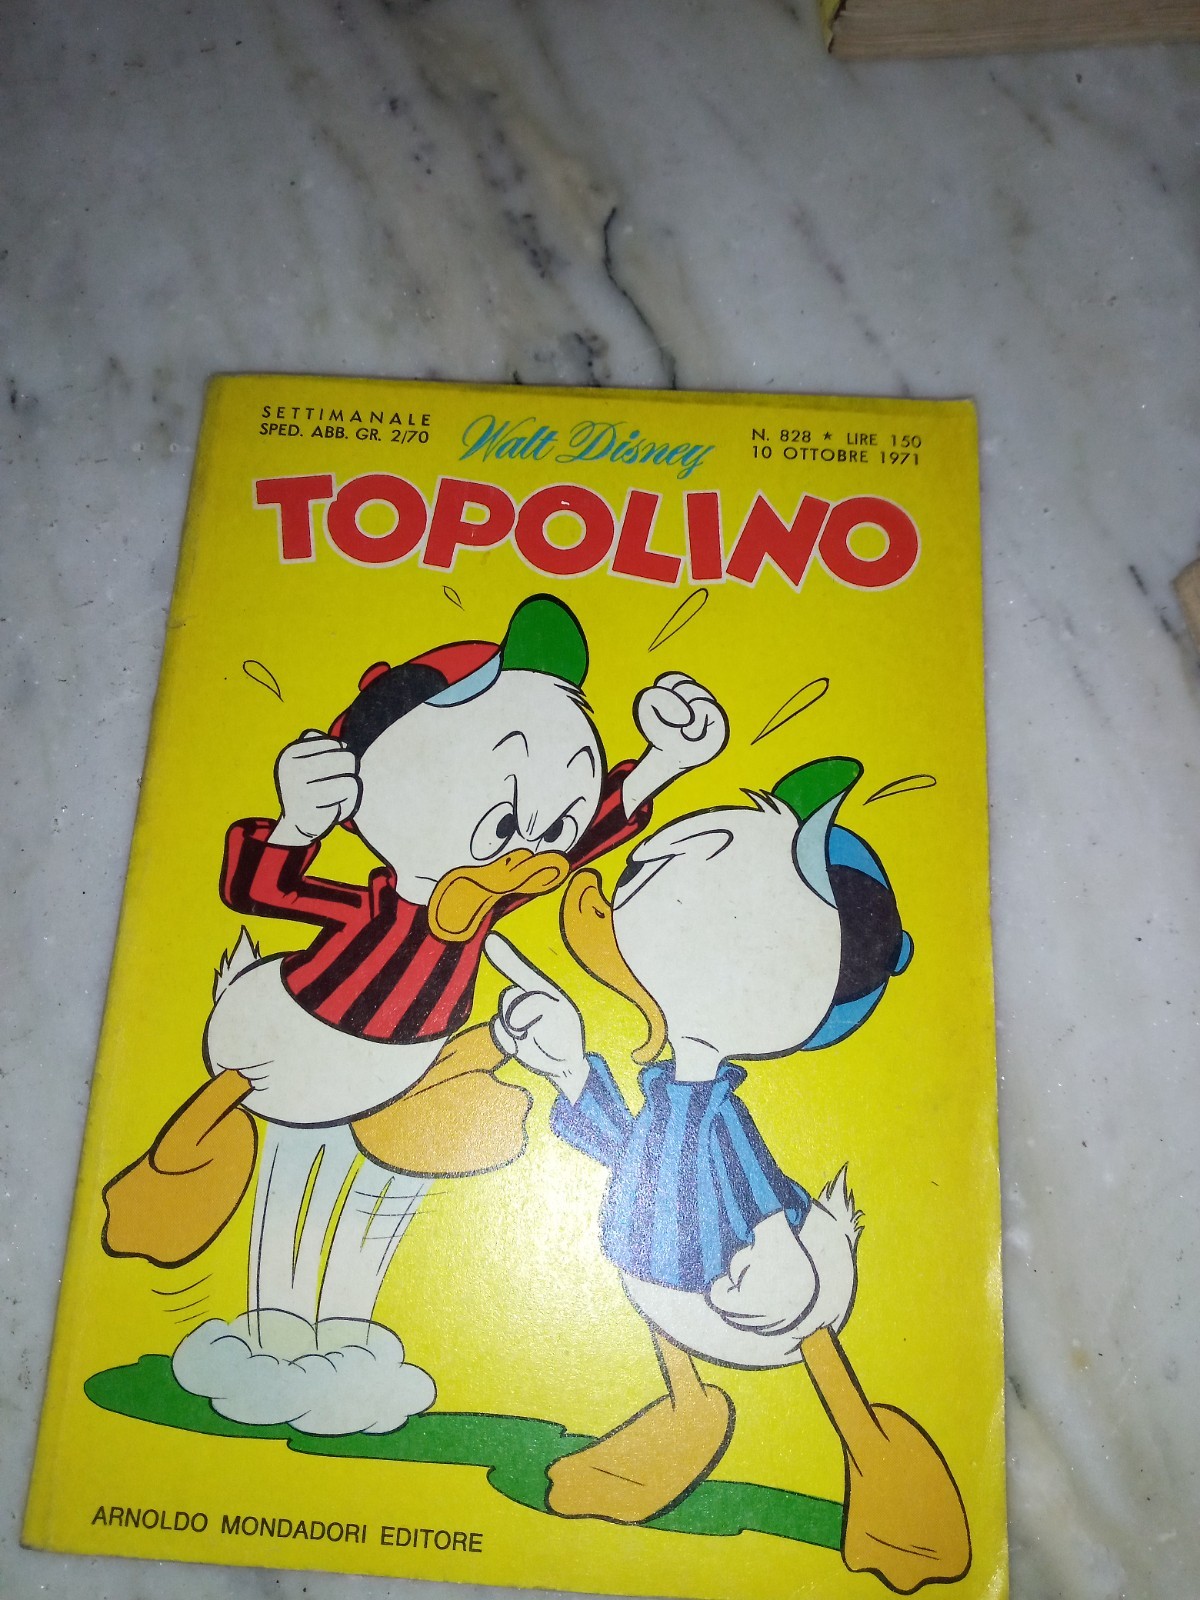 SETTIMANALE
SPED. ABB. GR. 2/70
Walt Disney
N. 828 * LIRE 150
10 OTTOBRE 1971
TOPOLINO
ARNOLDO MONDADORI EDITORE